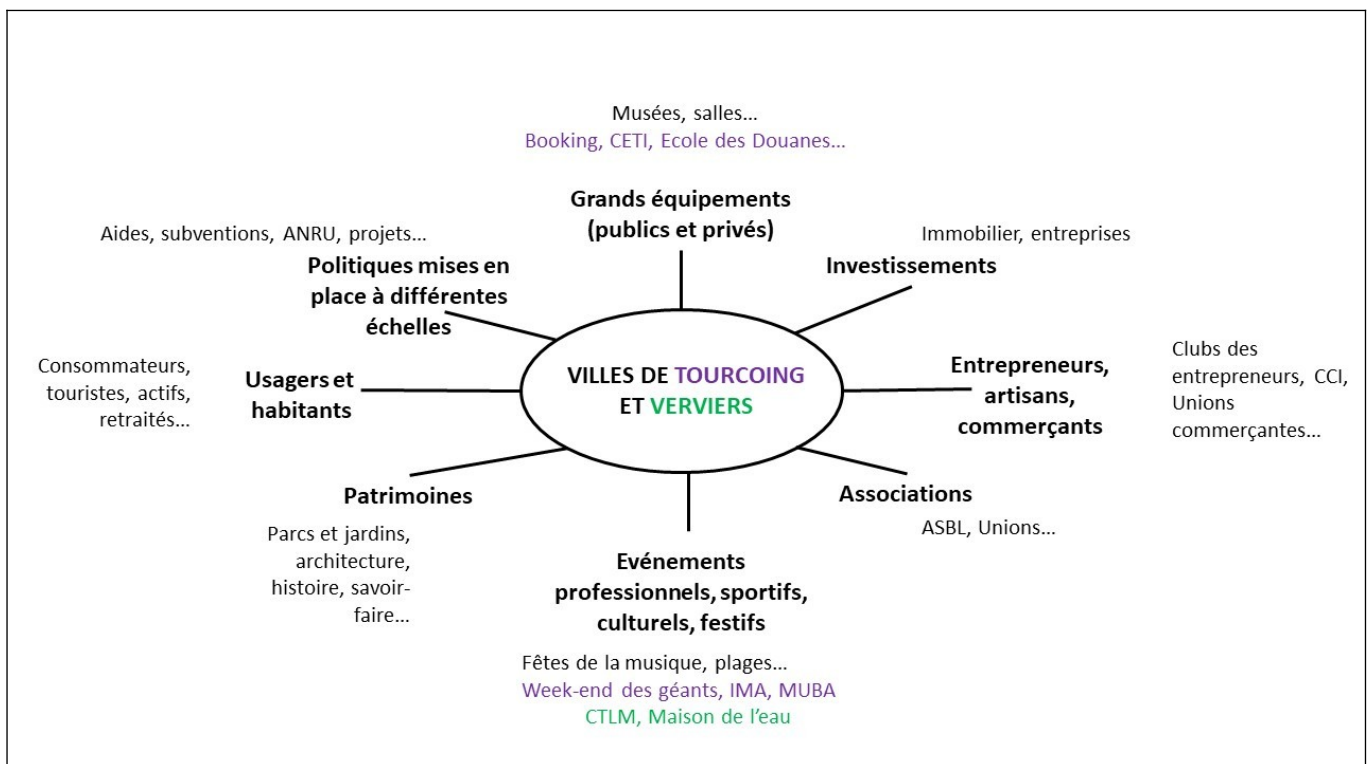 Musées, salles...
Booking, CETI, Ecole des Douanes...
Grands équipements
(publics et privés)
Aides, subventions, ANRU, projets...
Politiques mises en
place à différentes
échelles
Immobilier, entreprises
Investissements
Consommateurs,
touristes, actifs,
retraités...
Usagers et
habitants
VILLES DE TOURCOING
ET VERVIERS
Entrepreneurs,
artisans,
commerçants
Clubs des
entrepreneurs, CCI,
Unions
commerçantes...
Patrimoines
Parcs et jardins,
architecture,
histoire, savoir-
faire...
Associations
ASBL, Unions...
Evénements
professionnels, sportifs,
culturels, festifs
Fêtes de la musique, plages...
Week-end des géants, IMA, MUBA
CTLM, Maison de l'eau